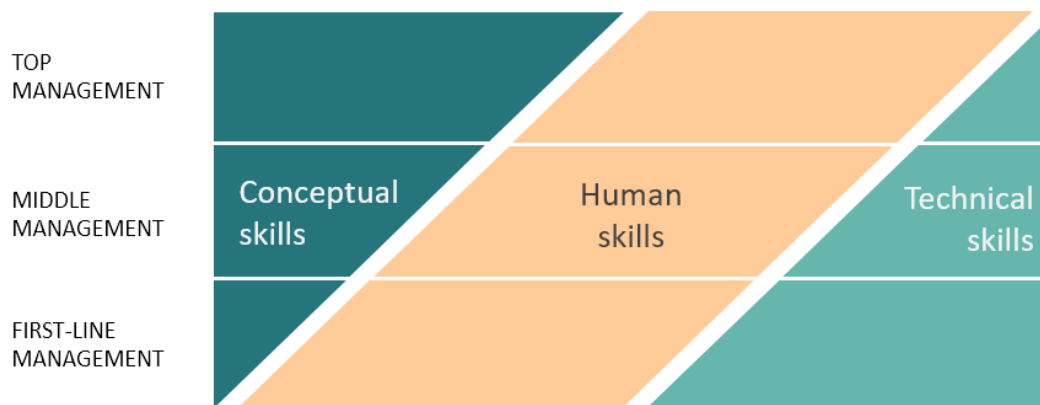 TOP
MANAGEMENT
MIDDLE
MANAGEMENT
Conceptual
skills
Human
skills
Technical
skills
FIRST-LINE
MANAGEMENT